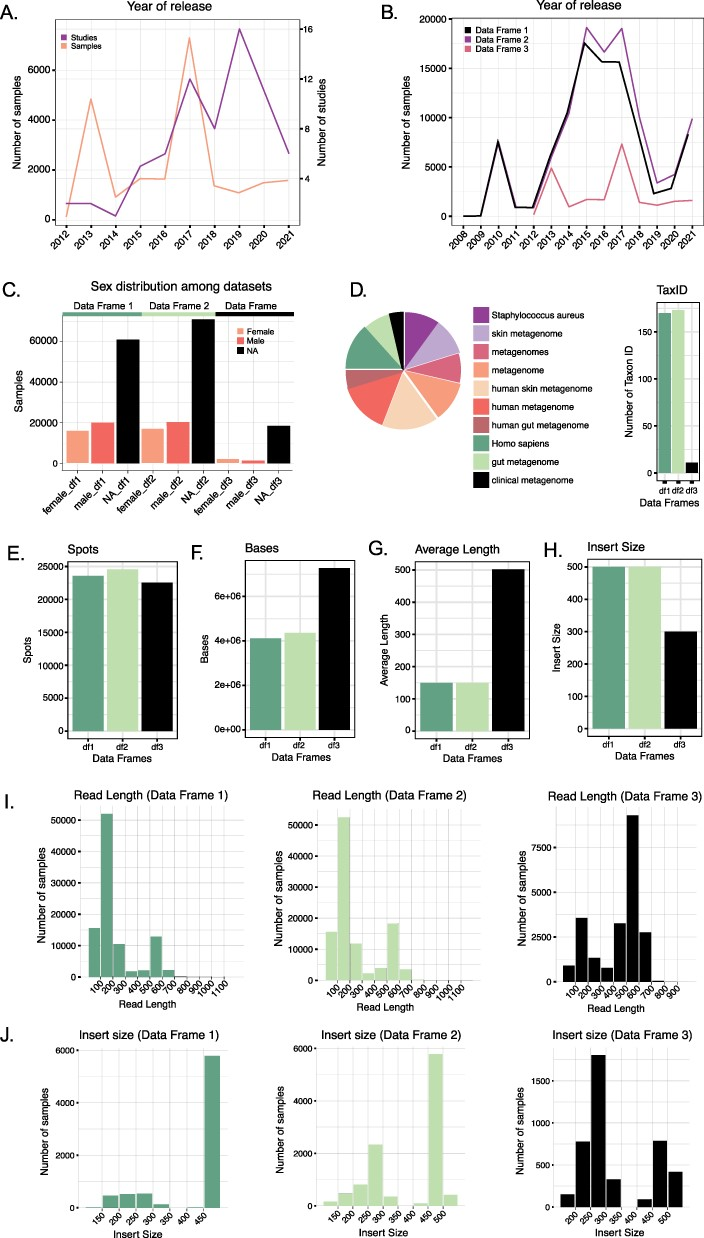 A.
Year of release
Studies
Samples
Number of samples
6000
4000
2000
0
Number of studies
16
12
8
4
2012 2013 2014 2015 2016 2017 2018 2019 2020 2021
B.
Year of release
Data Frame 1
Data Frame 2
Data Frame 3
Number of samples
20000
15000
10000
5000
0
2008 2009 2010 2011 2012 2013 2014 2015 2016 2017 2018 2019 2020 2021
C.
Sex distribution among datasets
Data Frame 1 Data Frame 2 Data Frame
Female
Male
NA
Samples
60000
40000
20000
0
female_df1 male_df1 NA_df1 female_df2 male_df2 NA_df2 female_df3 male_df3 NA_df3
D.
Staphylococcus aureus
skin metagenome
metagenomes
metagenome
human skin metagenome
human metagenome
human gut metagenome
Homo sapiens
gut metagenome
clinical metagenome
TaxID
Number of Taxon ID
150
100
50
0
df1 df2 df3
Data Frames
E.
Spots
Spots
25000
20000
15000
10000
5000
0
df1 df2 df3
Data Frames
F.
Bases
Bases
6e+06
4e+06
2e+06
0e+00
df1 df2 df3
Data Frames
G.
Average Length
Average Length
500
400
300
200
100
0
df1 df2 df3
Data Frames
H.
Insert Size
Insert Size
500
400
300
200
100
0
df1 df2 df3
Data Frames
I.
Read Length (Data Frame 1)
Number of samples
50000
40000
30000
20000
10000
0
100 200 300 400 500 600 700 800 900 1000 1100
Read Length
Read Length (Data Frame 2)
Number of samples
50000
40000
30000
20000
10000
0
100 200 300 400 500 600 700 800 900 1000 1100
Read Length
Read Length (Data Frame 3)
Number of samples
7500
5000
2500
0
100 200 300 400 500 600 700 800 900
Read Length
J.
Insert size (Data Frame 1)
Number of samples
6000
4000
2000
0
150 200 250 300 350 400 450
Insert Size
Insert size (Data Frame 2)
Number of samples
6000
4000
2000
0
150 200 250 300 350 400 450 500
Insert Size
Insert size (Data Frame 3)
Number of samples
1500
1000
500
0
200 250 300 350 400 450 500
Insert Size